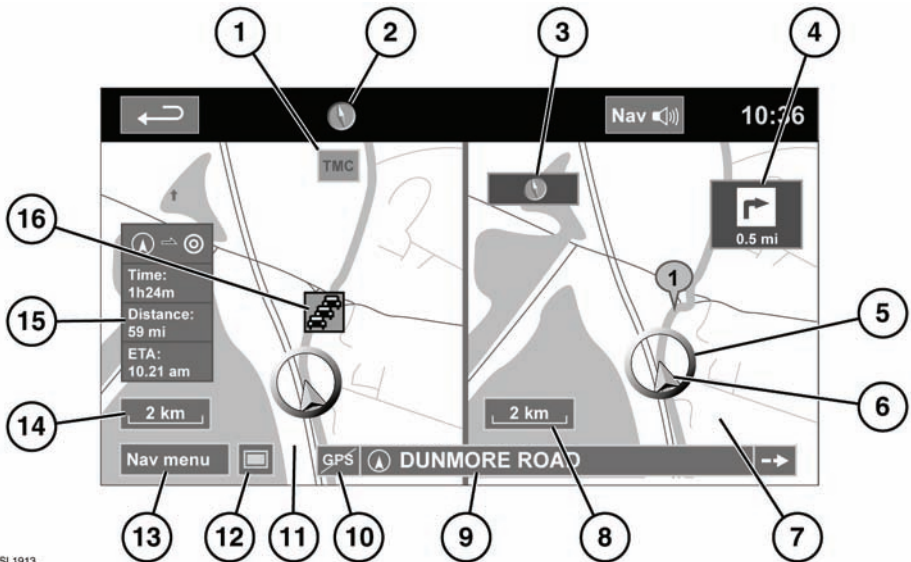 1
2
3
4
Nav
10:36
TMC
16
0.5 mi
Time:
1h24m
1
15
Distance:
59 mi
5
ETA:
10.21 am
6
14
2 km
2 km
Nav menu
GPS
DUNMORE ROAD
13
12
11
10
9
8
7